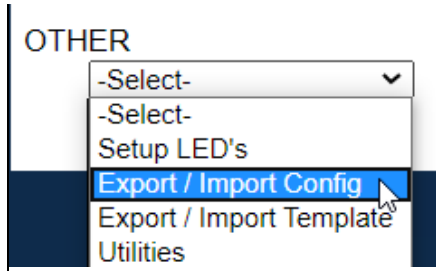 OTHER
-Select-
-Select-
Setup LED's
Export / Import Config
Export / Import Template
Utilities